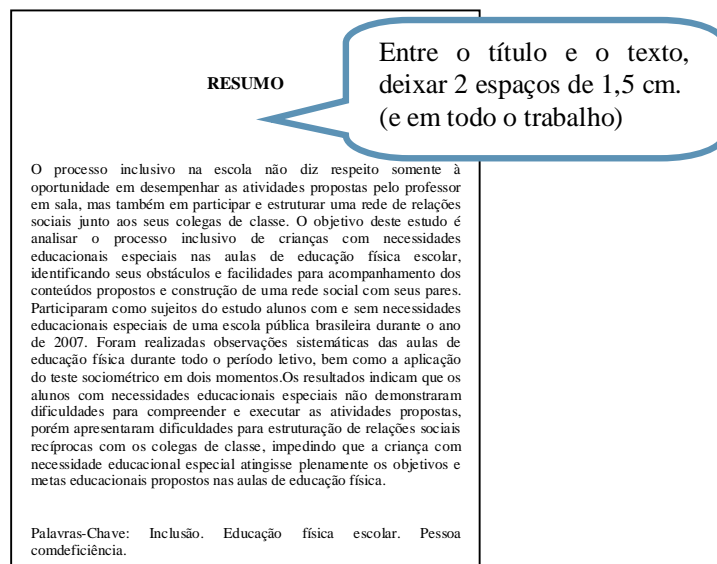 Entre o título e o texto,
deixar 2 espaços de 1,5 cm.
(e em todo o trabalho)
RESUMO
O processo inclusivo na escola não diz respeito somente à
oportunidade em desempenhar as atividades propostas pelo professor
em sala, mas também em participar e estruturar uma rede de relações
sociais junto aos seus colegas de classe. O objetivo deste estudo é
analisar o processo inclusivo de crianças com necessidades
educacionais especiais nas aulas de educação física escolar,
identificando seus obstáculos e facilidades para acompanhamento dos
conteúdos propostos e construção de uma rede social com seus pares.
Participaram como sujeitos do estudo alunos com e sem necessidades
educacionais especiais de uma escola pública brasileira durante o ano
de 2007. Foram realizadas observações sistemáticas das aulas de
educação física durante todo o período letivo, bem como a aplicação
do teste sociométrico em dois momentos.Os resultados indicam que os
alunos com necessidades educacionais especiais não demonstraram
dificuldades para compreender e executar as atividades propostas,
porém apresentaram dificuldades para estruturação de relações sociais
recíprocas com os colegas de classe, impedindo que a criança com
necessidade educacional especial atingisse plenamente os objetivos e
metas educacionais propostos nas aulas de educação física.
Palavras-Chave: Inclusão. Educação física escolar. Pessoa
comdeficiência.